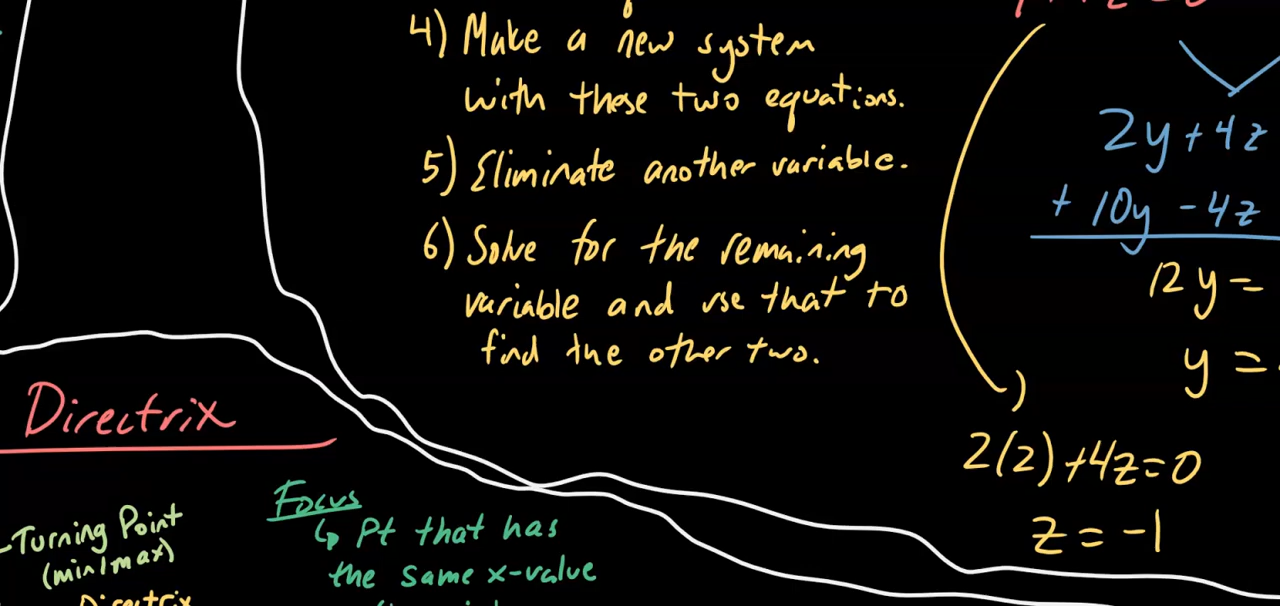 4) Make a new system
with these two equations.
5) Eliminate another variable.
6) Solve for the remaining
variable and use that to
find the other two.
2y+4z
+ 10y -4z
12y=
y=
2(2)+4z=0
z=-1
Directrix
Turning Point
(min/max)
Directrix
Focus
↳ Pt that has
the same x-value